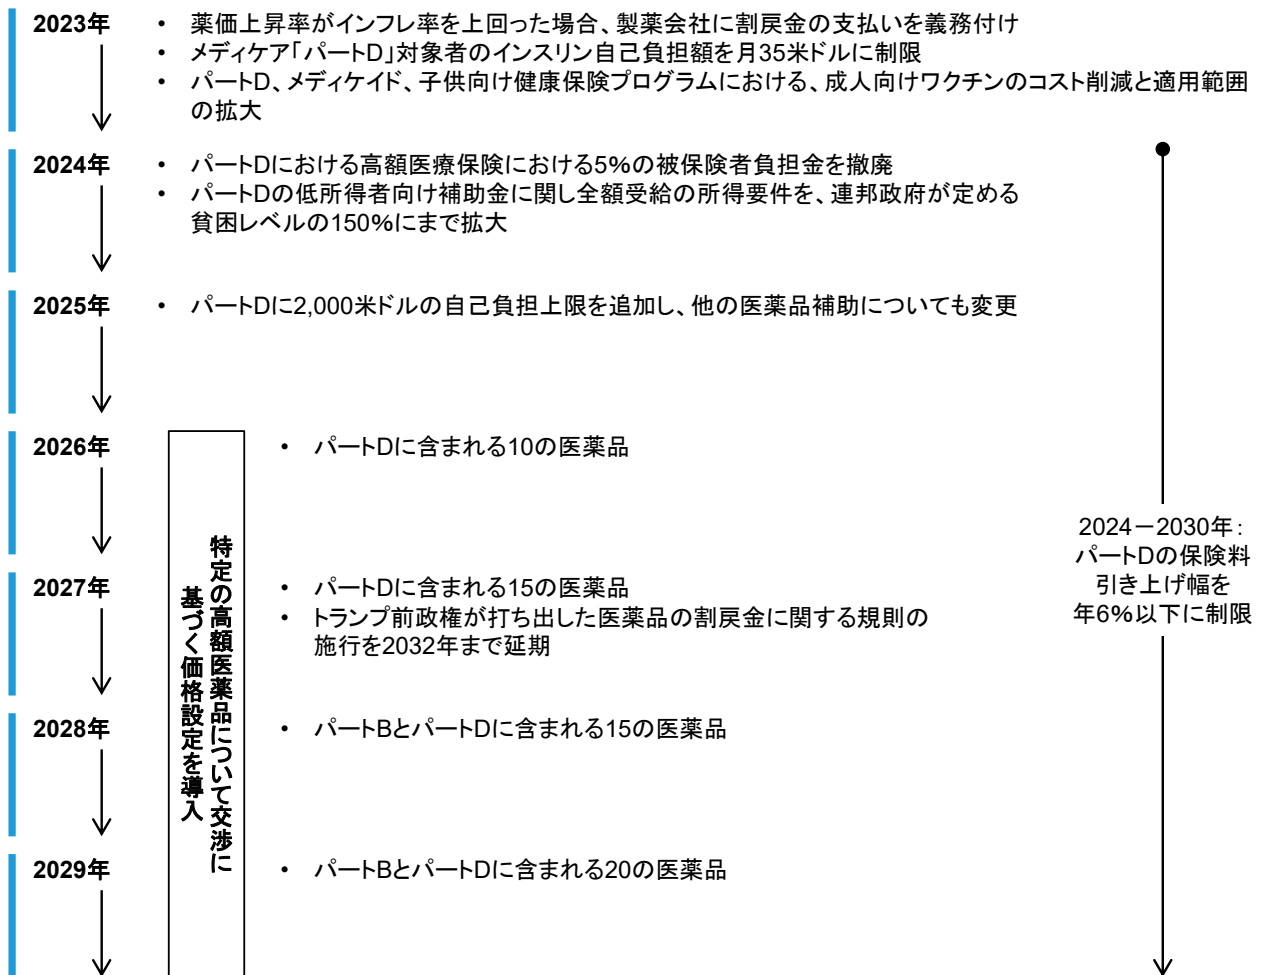 2023年
• 薬価上昇率がインフレ率を上回った場合、製薬会社に割戻金の支払いを義務付け
• メディケア「パートD」対象者のインスリン自己負担額を月35米ドルに制限
• パートD、メディケイド、子供向け健康保険プログラムにおける、成人向けワクチンのコスト削減と適用範囲
の拡大
2024年
• パートDにおける高額医療保険における5%の被保険者負担金を撤廃
• パートDの低所得者向け補助金に関し全額受給の所得要件を、連邦政府が定める
貧困レベルの150%にまで拡大
2025年
• パートDに2,000米ドルの自己負担上限を追加し、他の医薬品補助についても変更
特定の高額医薬品について交渉に
基づく価格設定を導入
2026年
• パートDに含まれる10の医薬品
2027年
• パートDに含まれる15の医薬品
• トランプ前政権が打ち出した医薬品の割戻金に関する規則の
施行を2032年まで延期
2028年
• パートBとパートDに含まれる15の医薬品
2029年
• パートBとパートDに含まれる20の医薬品
2024－2030年：
パートDの保険料
引き上げ幅を
年6%以下に制限